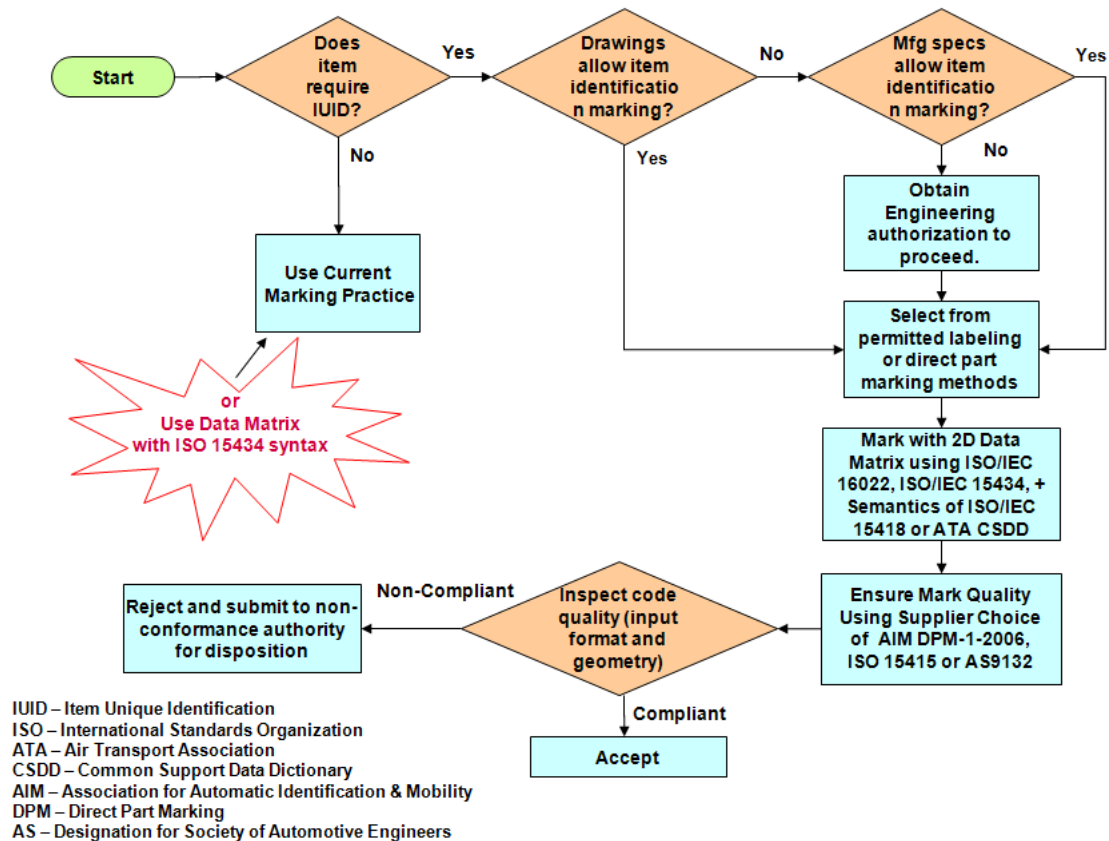 Start
Does
item
require
IUID?
Yes
Drawings
allow item
identificatio
n marking?
No
Mfg specs
allow item
identificatio
n marking?
Yes
No
Yes
No
Obtain
Engineering
authorization to
proceed.
Use Current
Marking Practice
Select from
permitted labeling
or direct part
marking methods
or
Use Data Matrix
with ISO 15434 syntax
Mark with 2D Data
Matrix using ISO/IEC
16022, ISO/IEC 15434, +
Semantics of ISO/IEC
15418 or ATA CSDD
Ensure Mark Quality
Using Supplier Choice
of AIM DPM-1-2006,
ISO 15415 or AS9132
Inspect code
quality (input
format and
geometry)
Non-Compliant
Reject and submit to non-
conformance authority
for disposition
Compliant
Accept
IUID – Item Unique Identification
ISO – International Standards Organization
ATA – Air Transport Association
CSDD – Common Support Data Dictionary
AIM – Association for Automatic Identification & Mobility
DPM – Direct Part Marking
AS – Designation for Society of Automotive Engineers